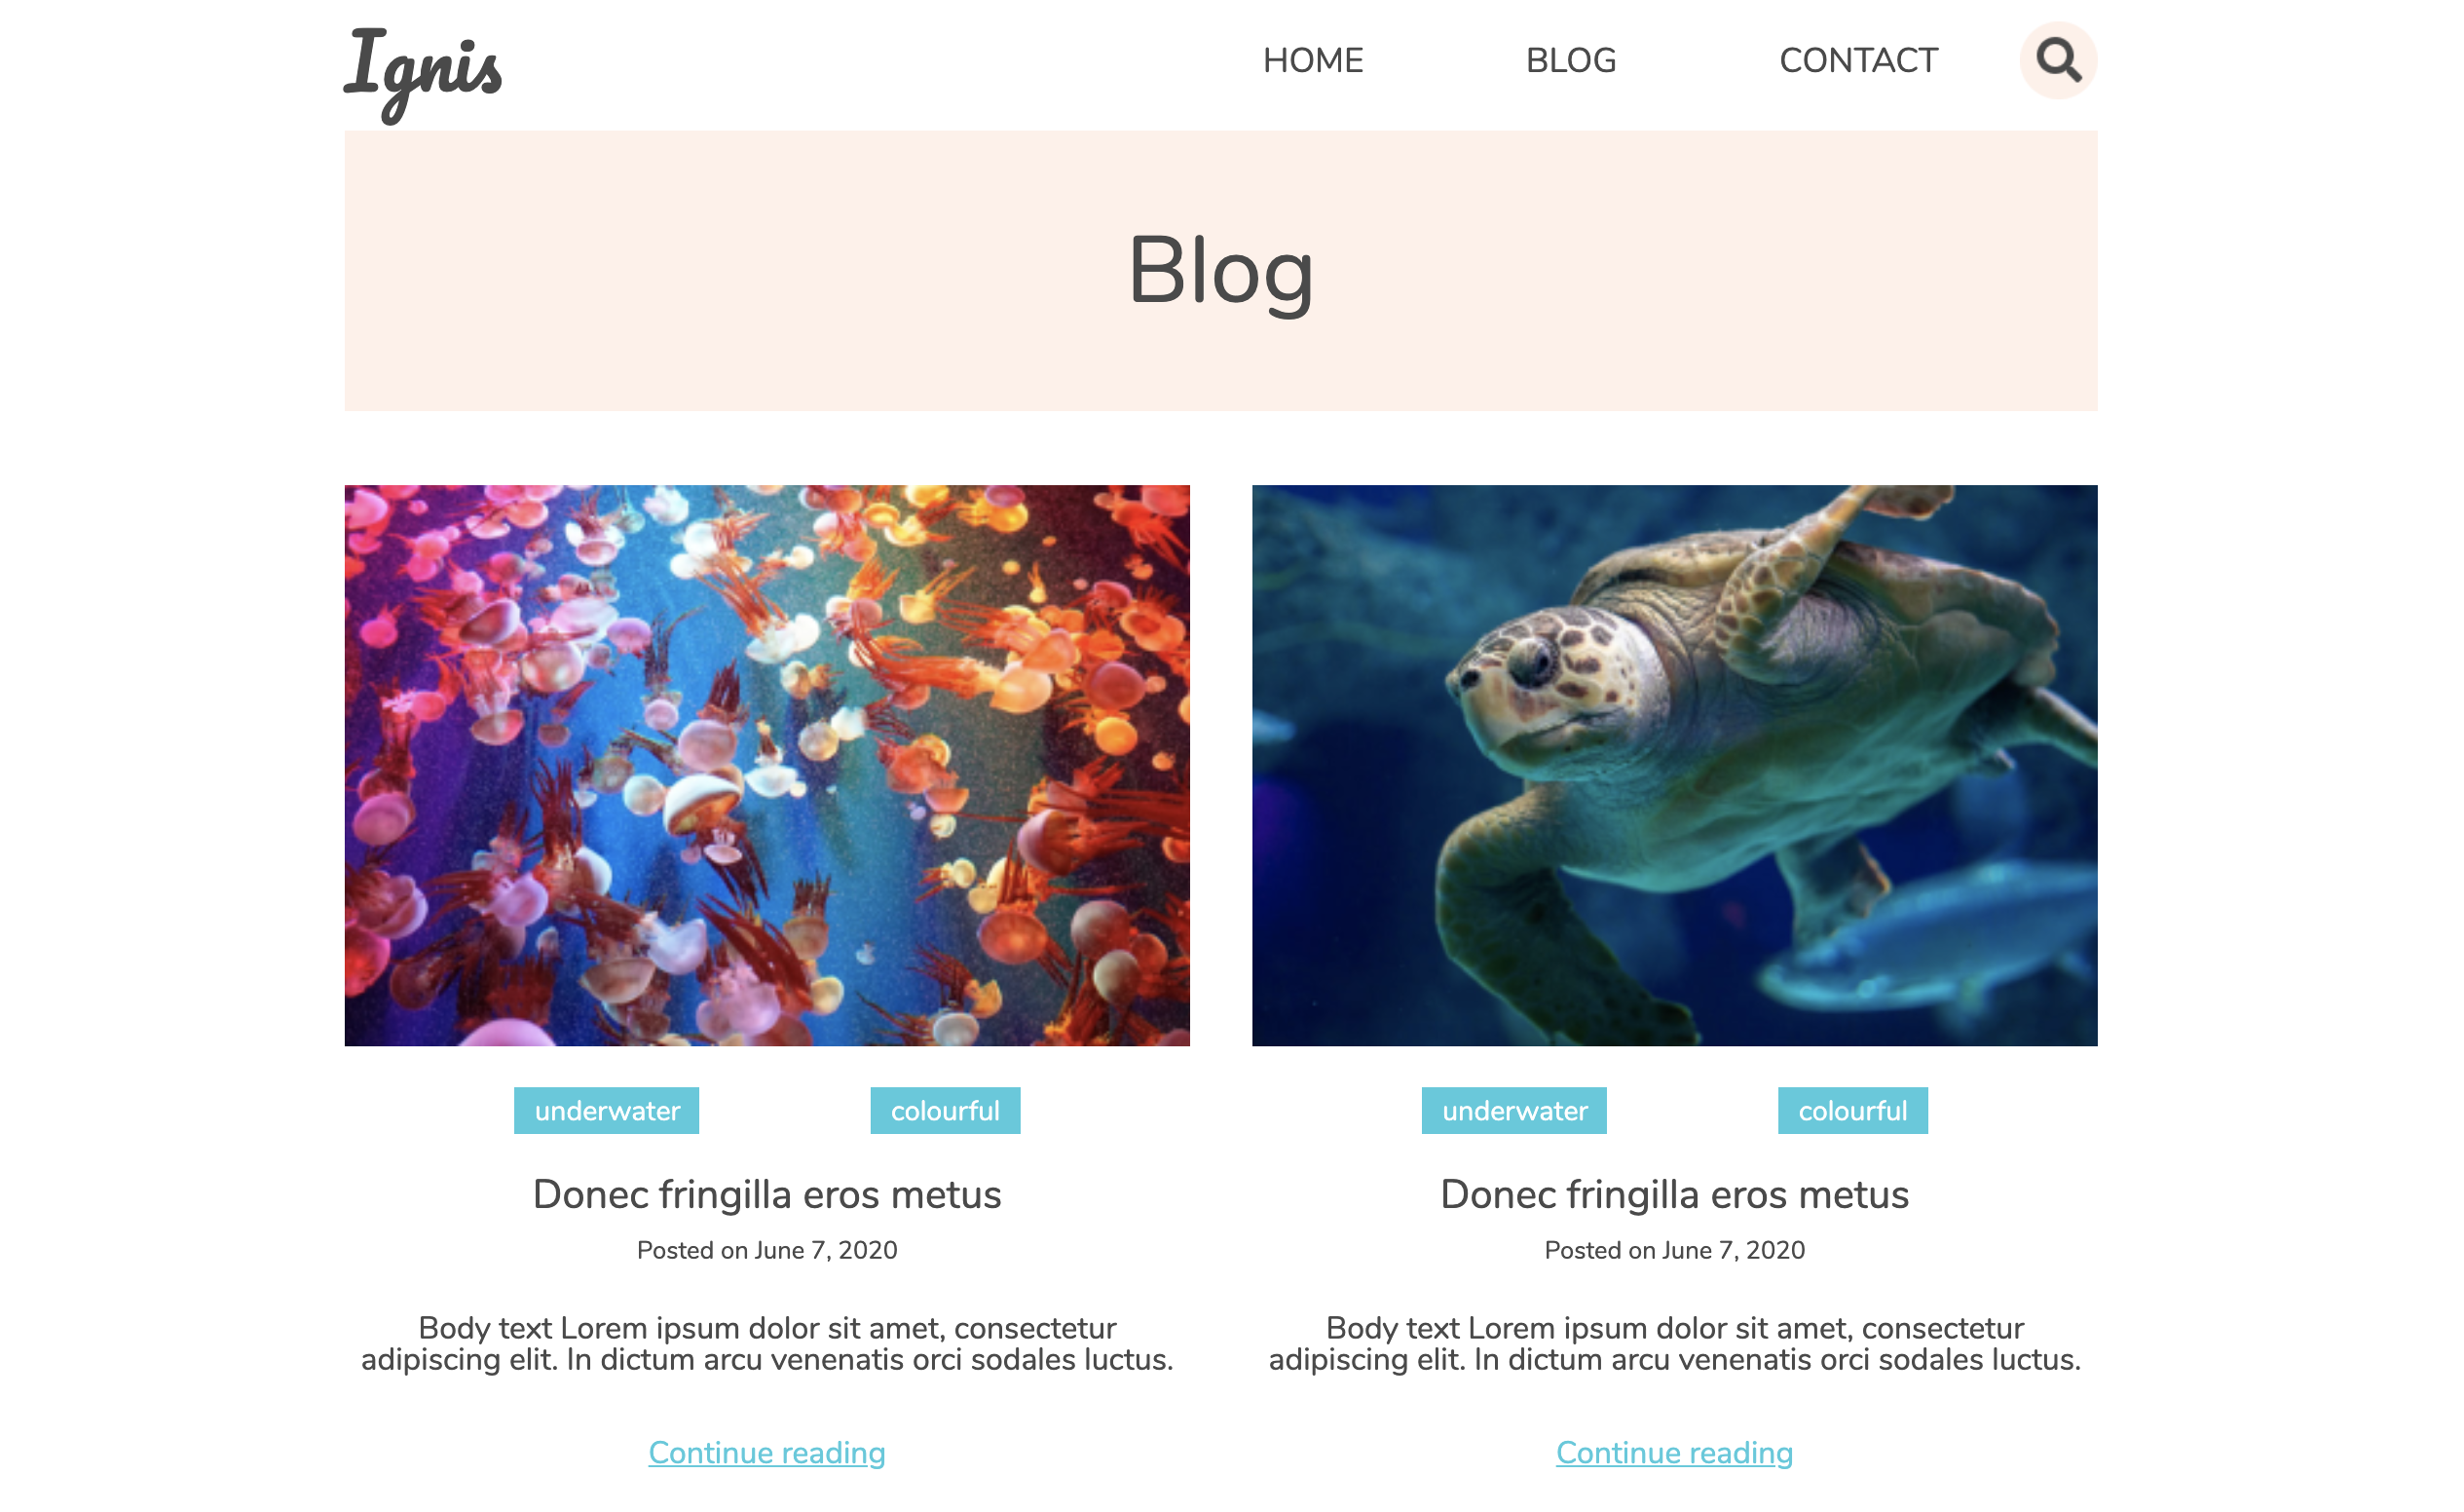 Ignis
HOME BLOG CONTACT
Blog
underwater colourful
Donec fringilla eros metus
Posted on June 7, 2020
Body text Lorem ipsum dolor sit amet, consectetur
adipiscing elit. In dictum arcu venenatis orci sodales luctus.
Continue reading
underwater colourful
Donec fringilla eros metus
Posted on June 7, 2020
Body text Lorem ipsum dolor sit amet, consectetur
adipiscing elit. In dictum arcu venenatis orci sodales luctus.
Continue reading